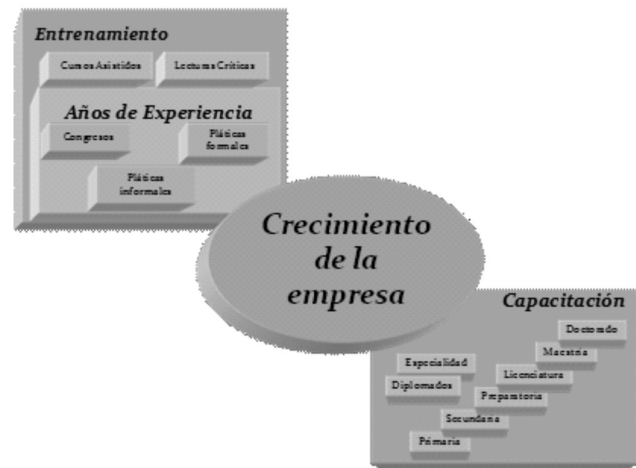 Entrenamiento
Cursos Asistidos
Lecturas Críticas
Años de Experiencia
Congresos
Pláticas
formales
Pláticas
informales
Crecimiento
de la
empresa
Capacitación
Doctorado
Maestría
Especialidad
Licenciatura
Diplomados
Preparatoria
Secundaria
Primaria